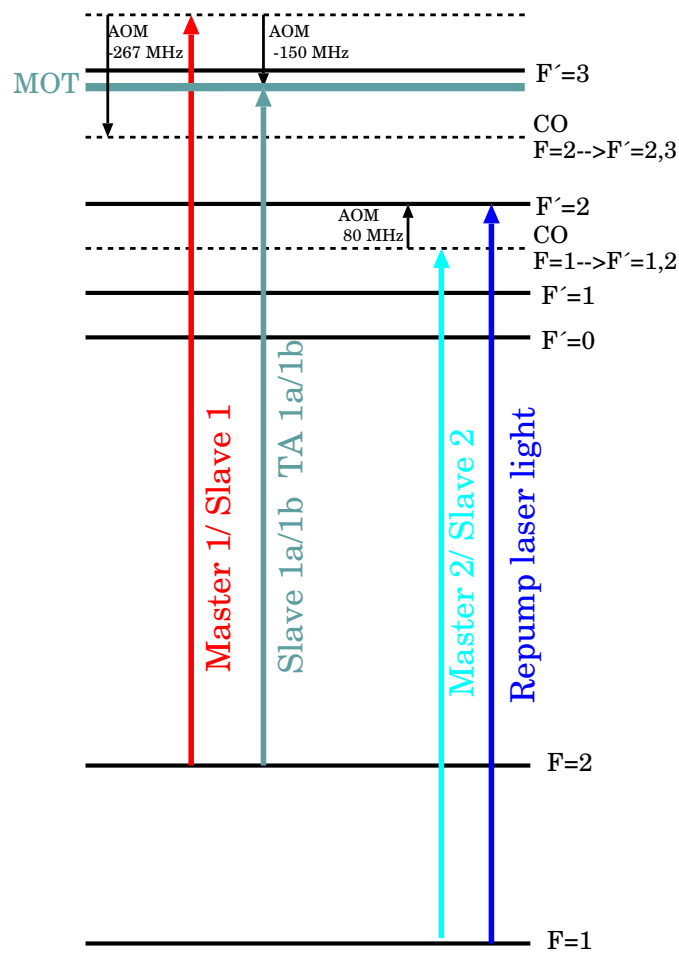 AOM
-267 MHz
AOM
-150 MHz
MOT
F´=3
CO
F=2-->F´=2,3
F´=2
AOM
80 MHz
CO
F=1-->F´=1,2
F´=1
F´=0
Master 1/ Slave 1
Slave 1a/1b TA 1a/1b
Master 2/ Slave 2
Repump laser light
F=2
F=1